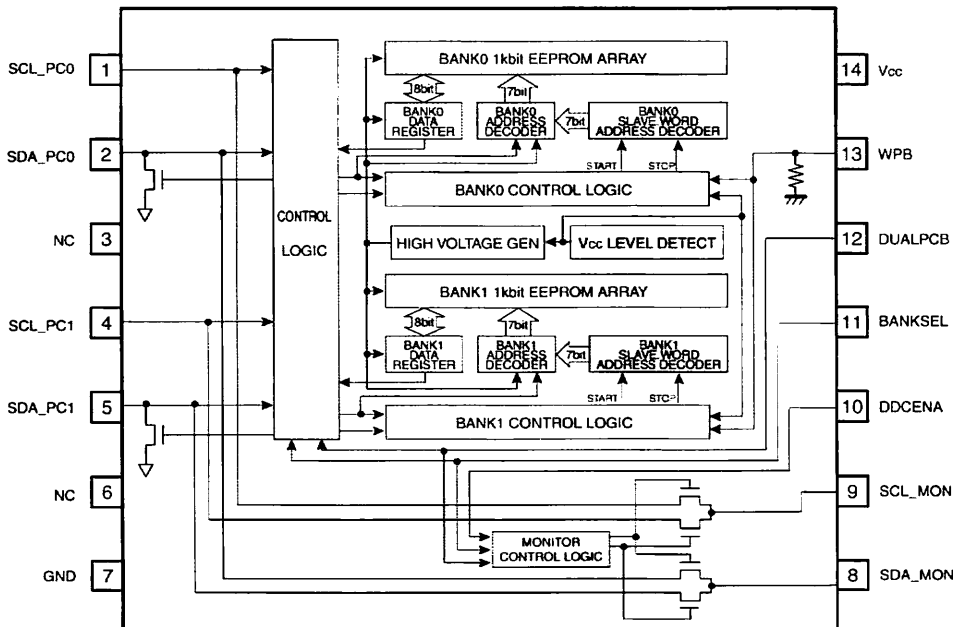 SCL_PC0
1
SDA_PC0
2
NC
3
SCL_PC1
4
SDA_PC1
5
NC
6
GND
7
CONTROL
LOGIC
BANK0 1kbit EEPROM ARRAY
8bit
7bit
BANK0
DATA
REGISTER
BANK0
ADDRESS
DECODER
7bit
BANK0
SLAVE WORD
ADDRESS DECODER
START
STOP
BANK0 CONTROL LOGIC
HIGH VOLTAGE GEN
Vcc LEVEL DETECT
BANK1 1kbit EEPROM ARRAY
8bit
7bit
BANK1
DATA
REGISTER
BANK1
ADDRESS
DECODER
7bit
BANK1
SLAVE WORD
ADDRESS DECODER
START
STOP
BANK1 CONTROL LOGIC
MONITOR
CONTROL LOGIC
14
Vcc
13
WPB
12
DUALPCB
11
BANKSEL
10
DDCENA
9
SCL_MON
8
SDA_MON